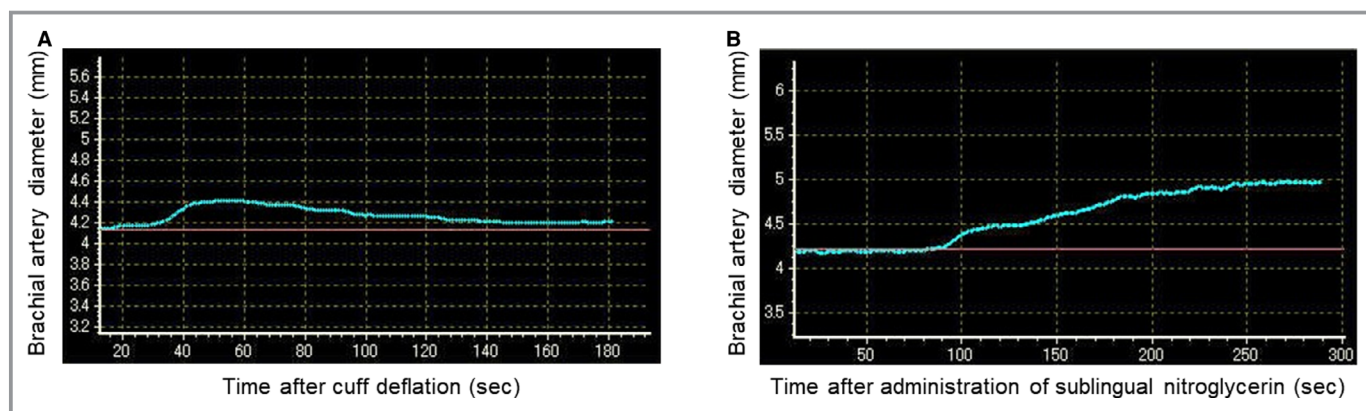 A
Brachial artery diameter (mm)
5.6
5.4
5.2
5
4.8
4.6
4.4
4.2
4
3.8
3.6
3.4
3.2
20 40 60 80 100 120 140 160 180
Time after cuff deflation (sec)
B
Brachial artery diameter (mm)
6
5.5
5
4.5
4
3.5
50 100 150 200 250 300
Time after administration of sublingual nitroglycerin (sec)